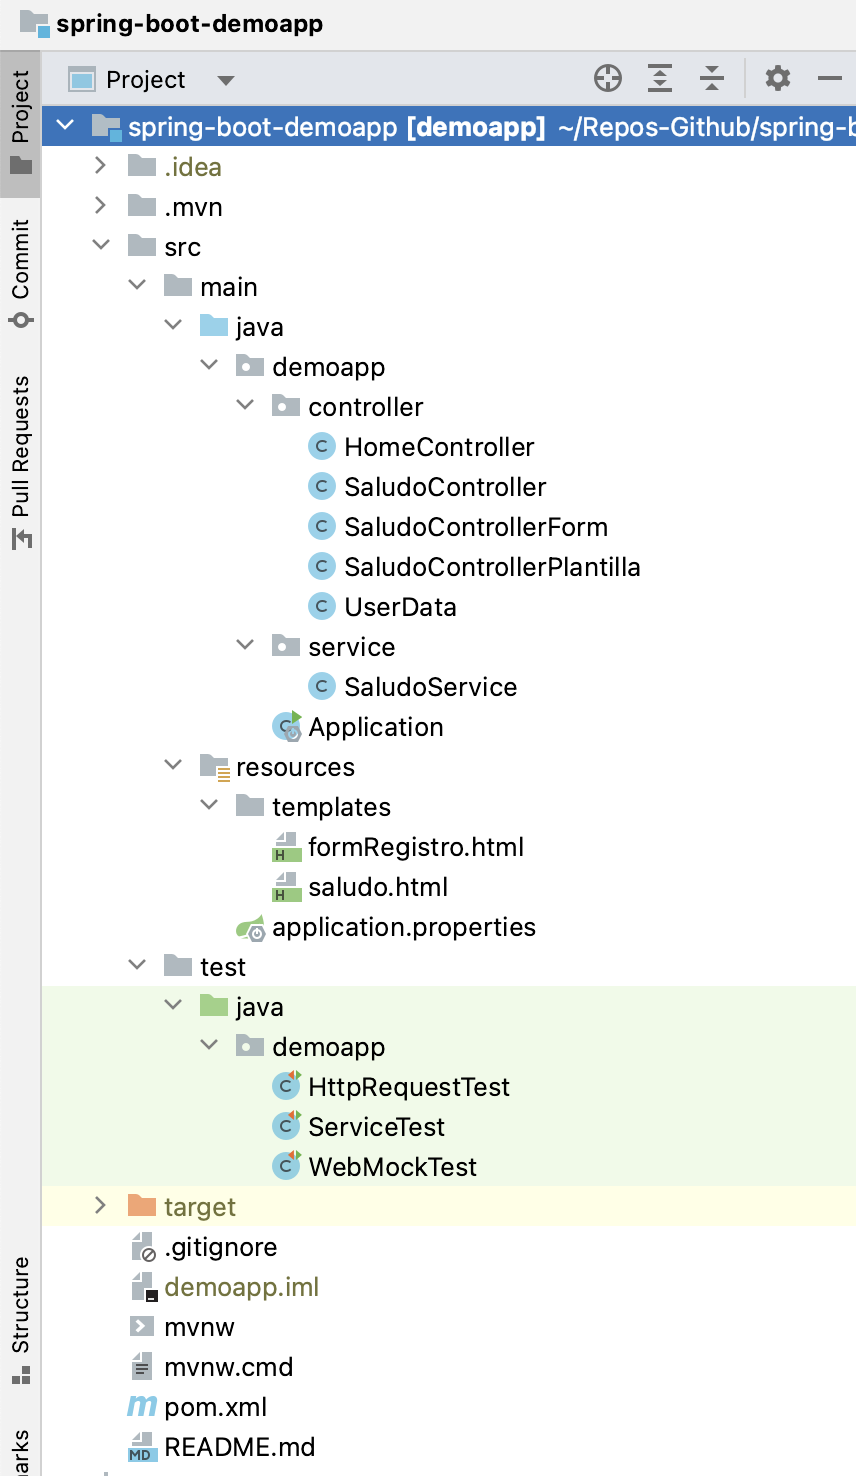 spring-boot-demoapp
Project
spring-boot-demoapp [demoapp] ~/Repos-Github/spring-b
.idea
.mvn
src
main
java
demoapp
controller
C HomeController
C SaludoController
C SaludoControllerForm
C SaludoControllerPlantilla
C UserData
service
C SaludoService
C Application
resources
templates
H formRegistro.html
H saludo.html
application.properties
test
java
demoapp
C HttpRequestTest
C ServiceTest
C WebMockTest
target
.gitignore
demoapp.iml
mvnw
mvnw.cmd
m pom.xml
MD README.md
Project
Commit
Pull Requests
Structure
arks